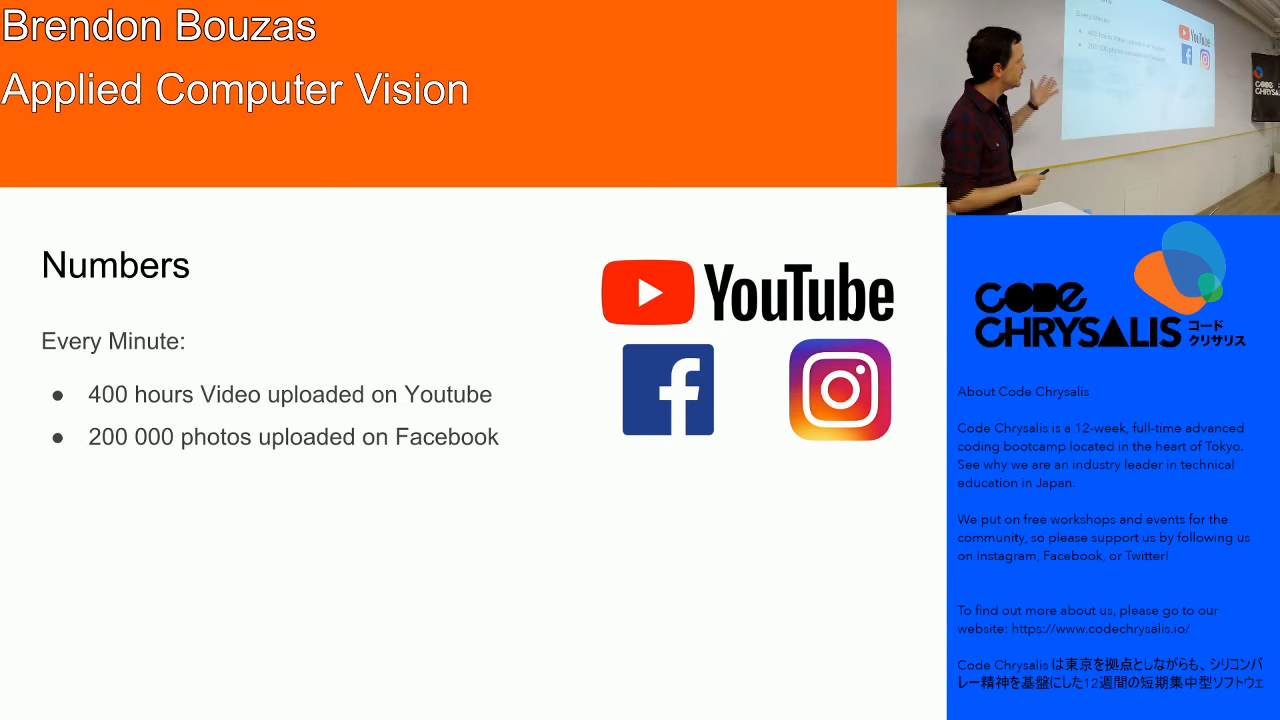 Brendon Bouzas
Applied Computer Vision
Every Minute:
YouTube
CODE
CHRYSALIS
Numbers
YouTube
Every Minute:
400 hours Video uploaded on Youtube
200 000 photos uploaded on Facebook
CODE
CHRYSALIS コード
クリサリス
About Code Chrysalis
Code Chrysalis is a 12-week, full-time advanced
coding bootcamp located in the heart of Tokyo.
See why we are an industry leader in technical
education in Japan.
We put on free workshops and events for the
community, so please support us by following us
on Instagram, Facebook, or Twitter!
To find out more about us, please go to our
website: https://www.codechrysalis.io/
Code Chrysalis は東京を拠点としながらも、シリコンバ
レー精神を基盤にした12週間の短期集中型ソフトウェ